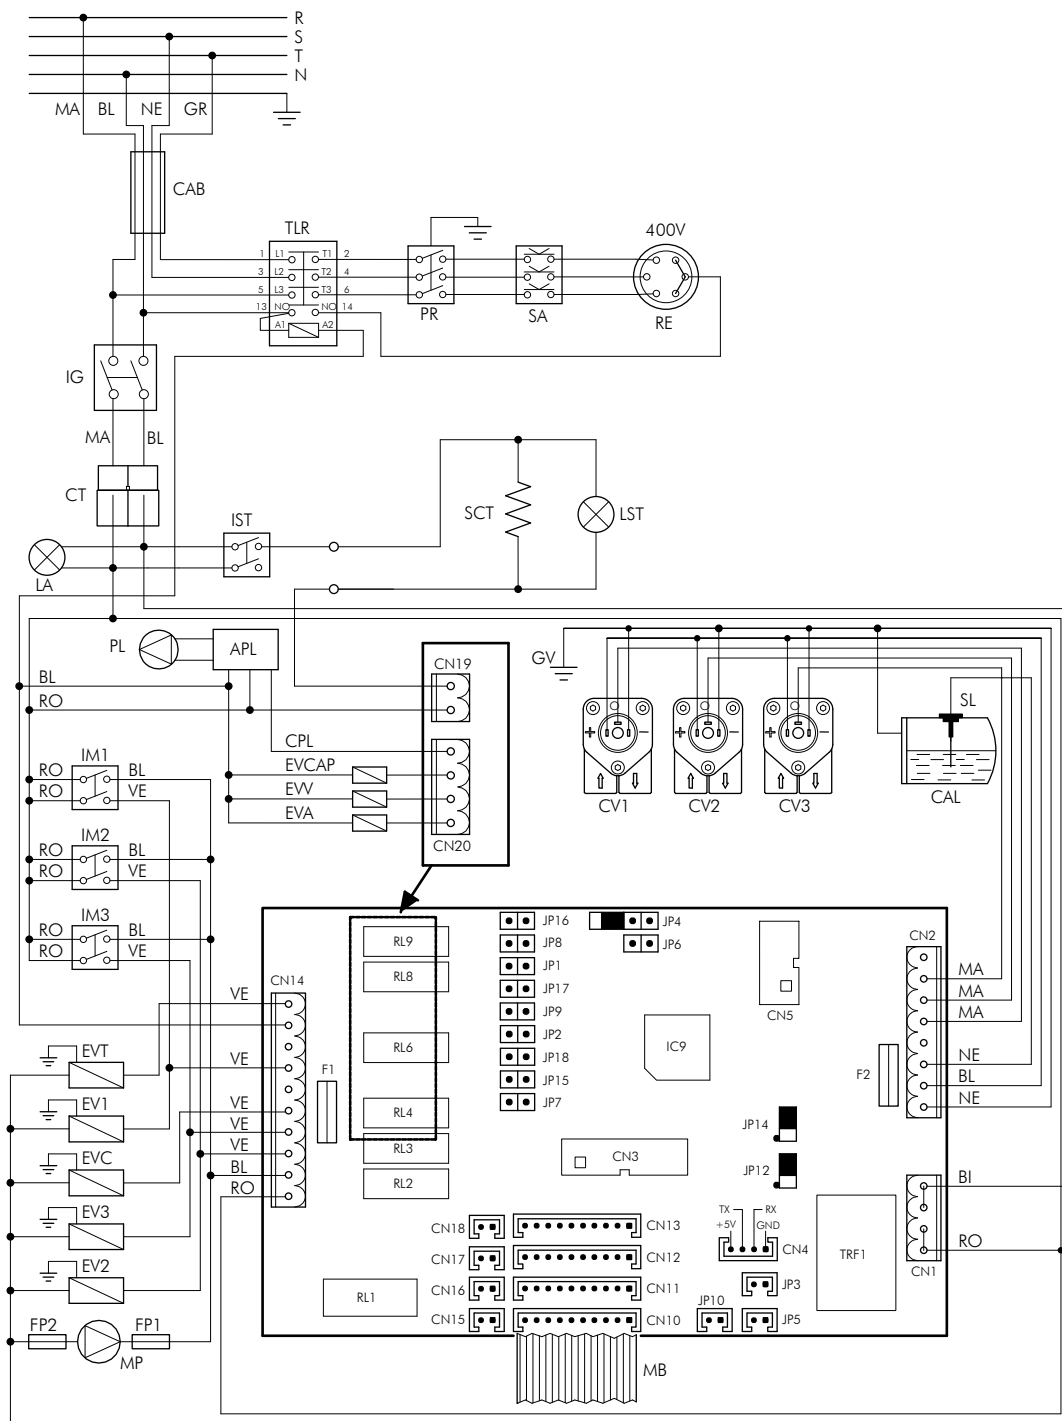 R
S
T
N
MA BL NE GR
CAB
TLR
400V
1 L1 T1 2
3 L2 T2 4
5 L3 T3 6
13 NO NO 14
A1 A2
PR
SA
RE
IG
MA BL
CT
IST
SCT
LST
LA
PL
APL
CN19
GV
SL
BL
RO
CPL
EVCAP
EVV
EVA
CN20
+ − + − + −
CV1
CV2
CV3
CAL
IM1
RO BL
RO VE
IM2
RO BL
RO VE
IM3
RO BL
RO VE
RL9
RL8
RL6
RL4
RL3
RL2
RL1
JP16
JP8
JP1
JP17
JP9
JP2
JP18
JP15
JP7
JP4
JP6
CN5
IC9
CN2
MA
MA
MA
NE
BL
NE
F2
CN14
VE
VE
VE
VE
VE
BL
RO
F1
EVT
EV1
EVC
EV3
EV2
FP2
FP1
MP
CN3
JP14
JP12
TX RX
+5V GND
CN4
TRF1
BI
RO
CN1
CN18
CN13
CN17
CN12
CN16
CN11
CN15
CN10
JP3
JP10
JP5
MB